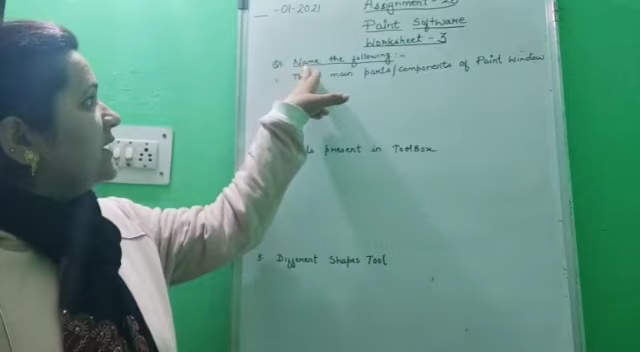 -01-2021
Assignment - 20
Paint Software
Worksheet - 3
Name the following :-
main parts/components of Paint Window
present in ToolBox
3. Different Shapes Tool